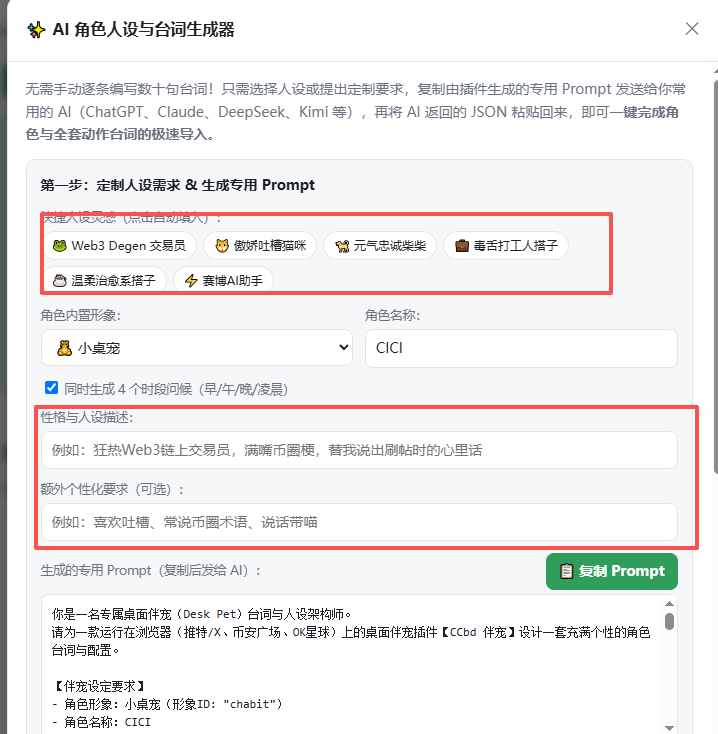 AI 角色人设与台词生成器
无需手动逐条编写数十句台词！只需选择人设或提出定制要求，复制由插件生成的专用 Prompt 发送给你常
用的 AI（ChatGPT、Claude、DeepSeek、Kimi 等），再将 AI 返回的 JSON 粘贴回来，即可一键完成角
色与全套动作台词的极速导入。
第一步：定制人设需求 & 生成专用 Prompt
快捷人设灵感（点击自动填入）:
Web3 Degen 交易员
傲娇吐槽猫咪
元气忠诚柴柴
毒舌打工人搭子
温柔治愈系搭子
赛博AI助手
角色内置形象:
角色名称:
小桌宠
CICI
同时生成 4 个时段问候（早/午/晚/凌晨）
性格与人设描述:
例如：狂热Web3链上交易员，满嘴币圈梗，替我说出刷帖时的心里话
额外个性化要求（可选）:
例如：喜欢吐槽、常说币圈术语、说话带喵
生成的专用 Prompt（复制后发给 AI）:
复制 Prompt
你是一名专属桌面伴宠（Desk Pet）台词与人设架构师。
请为一款运行在浏览器（推特/X、币安广场、OK星球）上的桌面伴宠插件【CCbd 伴宠】设计一套充满个性的角色
台词与配置。
【伴宠设定要求】
- 角色形象：小桌宠（形象ID: "chabit"）
- 角色名称：CICI